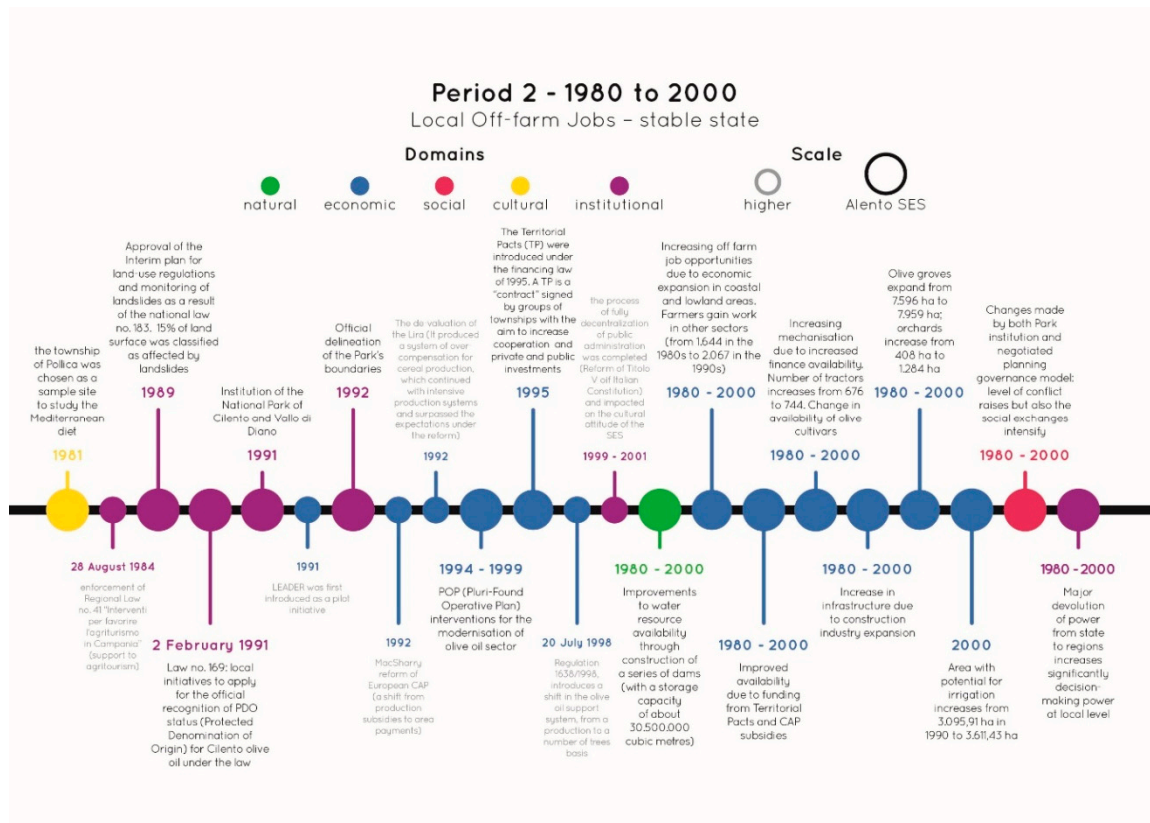 Period 2 - 1980 to 2000
Local Off-farm Jobs – stable state
Domains
natural
economic
social
cultural
institutional
Scale
higher
Alento SES
the township
of Pollica was
chosen as a
sample site
to study the
Mediterranean
diet
1981
28 August 1984
enforcement of
Regional Law
no. 41 "Interventi
per favorire
l'agriturismo
in Campania"
(support to
agritourism)
Approval of the
Interim plan for
land-use regulations
and monitoring of
landslides as a result
of the national law
no. 183. 15% of land
surface was classified
as affected by
landslides
1989
2 February 1991
Law no. 169: local
initiatives to apply
for the official
recognition of PDO
status (Protected
Denomination of
Origin) for Cilento olive
oil under the law
Institution of the
National Park of
Cilento and Vallo di
Diano
1991
1991
LEADER was first
introduced as a pilot
initiative
Official
delineation
of the Park's
boundaries
1992
1992
MacSharry
reform of
European CAP
(a shift from
production
subsidies to area
payments)
The de valuation of
the Lira (It produced
a system of over
compensation for
cereal production,
which continued
with intensive
production systems
and surpassed the
expectations under
the reform)
1992
1994 - 1999
POP (Pluri-Found
Operative Plan)
interventions for the
modernisation of
olive oil sector
The Territorial
Pacts (TP) were
introduced under
the financing law
of 1995. A TP is a
"contract" signed
by groups of
townships with the
aim to increase
cooperation and
private and public
investments
1995
20 July 1998
Regulation
1638/1998,
introduces a
shift in the olive
oil support
system, from a
production to a
number of trees
basis
the process
of fully
decentralization
of public
administration
was completed
(Reform of Titolo
V oif Italian
Constitution)
and impacted
on the cultural
attitude of the
SES
1999 - 2001
1980 - 2000
Improvements
to water
resource
availability
through
construction of
a series of dams
(with a storage
capacity
of about
30.500.000
cubic metres)
Increasing off farm
job opportunities
due to economic
expansion in coastal
and lowland areas.
Farmers gain work
in other sectors
(from 1.644 in the
1980s to 2.067 in the
1990s)
1980 - 2000
1980 - 2000
Improved
availability
due to funding
from Territorial
Pacts and CAP
subsidies
Increasing
mechanisation
due to increased
finance availability.
Number of tractors
increases from 676
to 744. Change in
availability of olive
cultivars
1980 - 2000
1980 - 2000
Increase in
infrastructure due
to construction
industry expansion
Olive groves
expand from
7.596 ha to
7.959 ha;
orchards
increase from
408 ha to
1.284 ha
1980 - 2000
2000
Area with
potential for
irrigation
increases from
3.095,91 ha in
1990 to 3.611,43 ha
Changes made
by both Park
institution and
negotiated
planning
governance model:
level of conflict
raises but also the
social exchanges
intensify
1980 - 2000
1980 -2000
Major
devolution
of power
from state
to regions
increases
significantly
decision-
making power
at local level